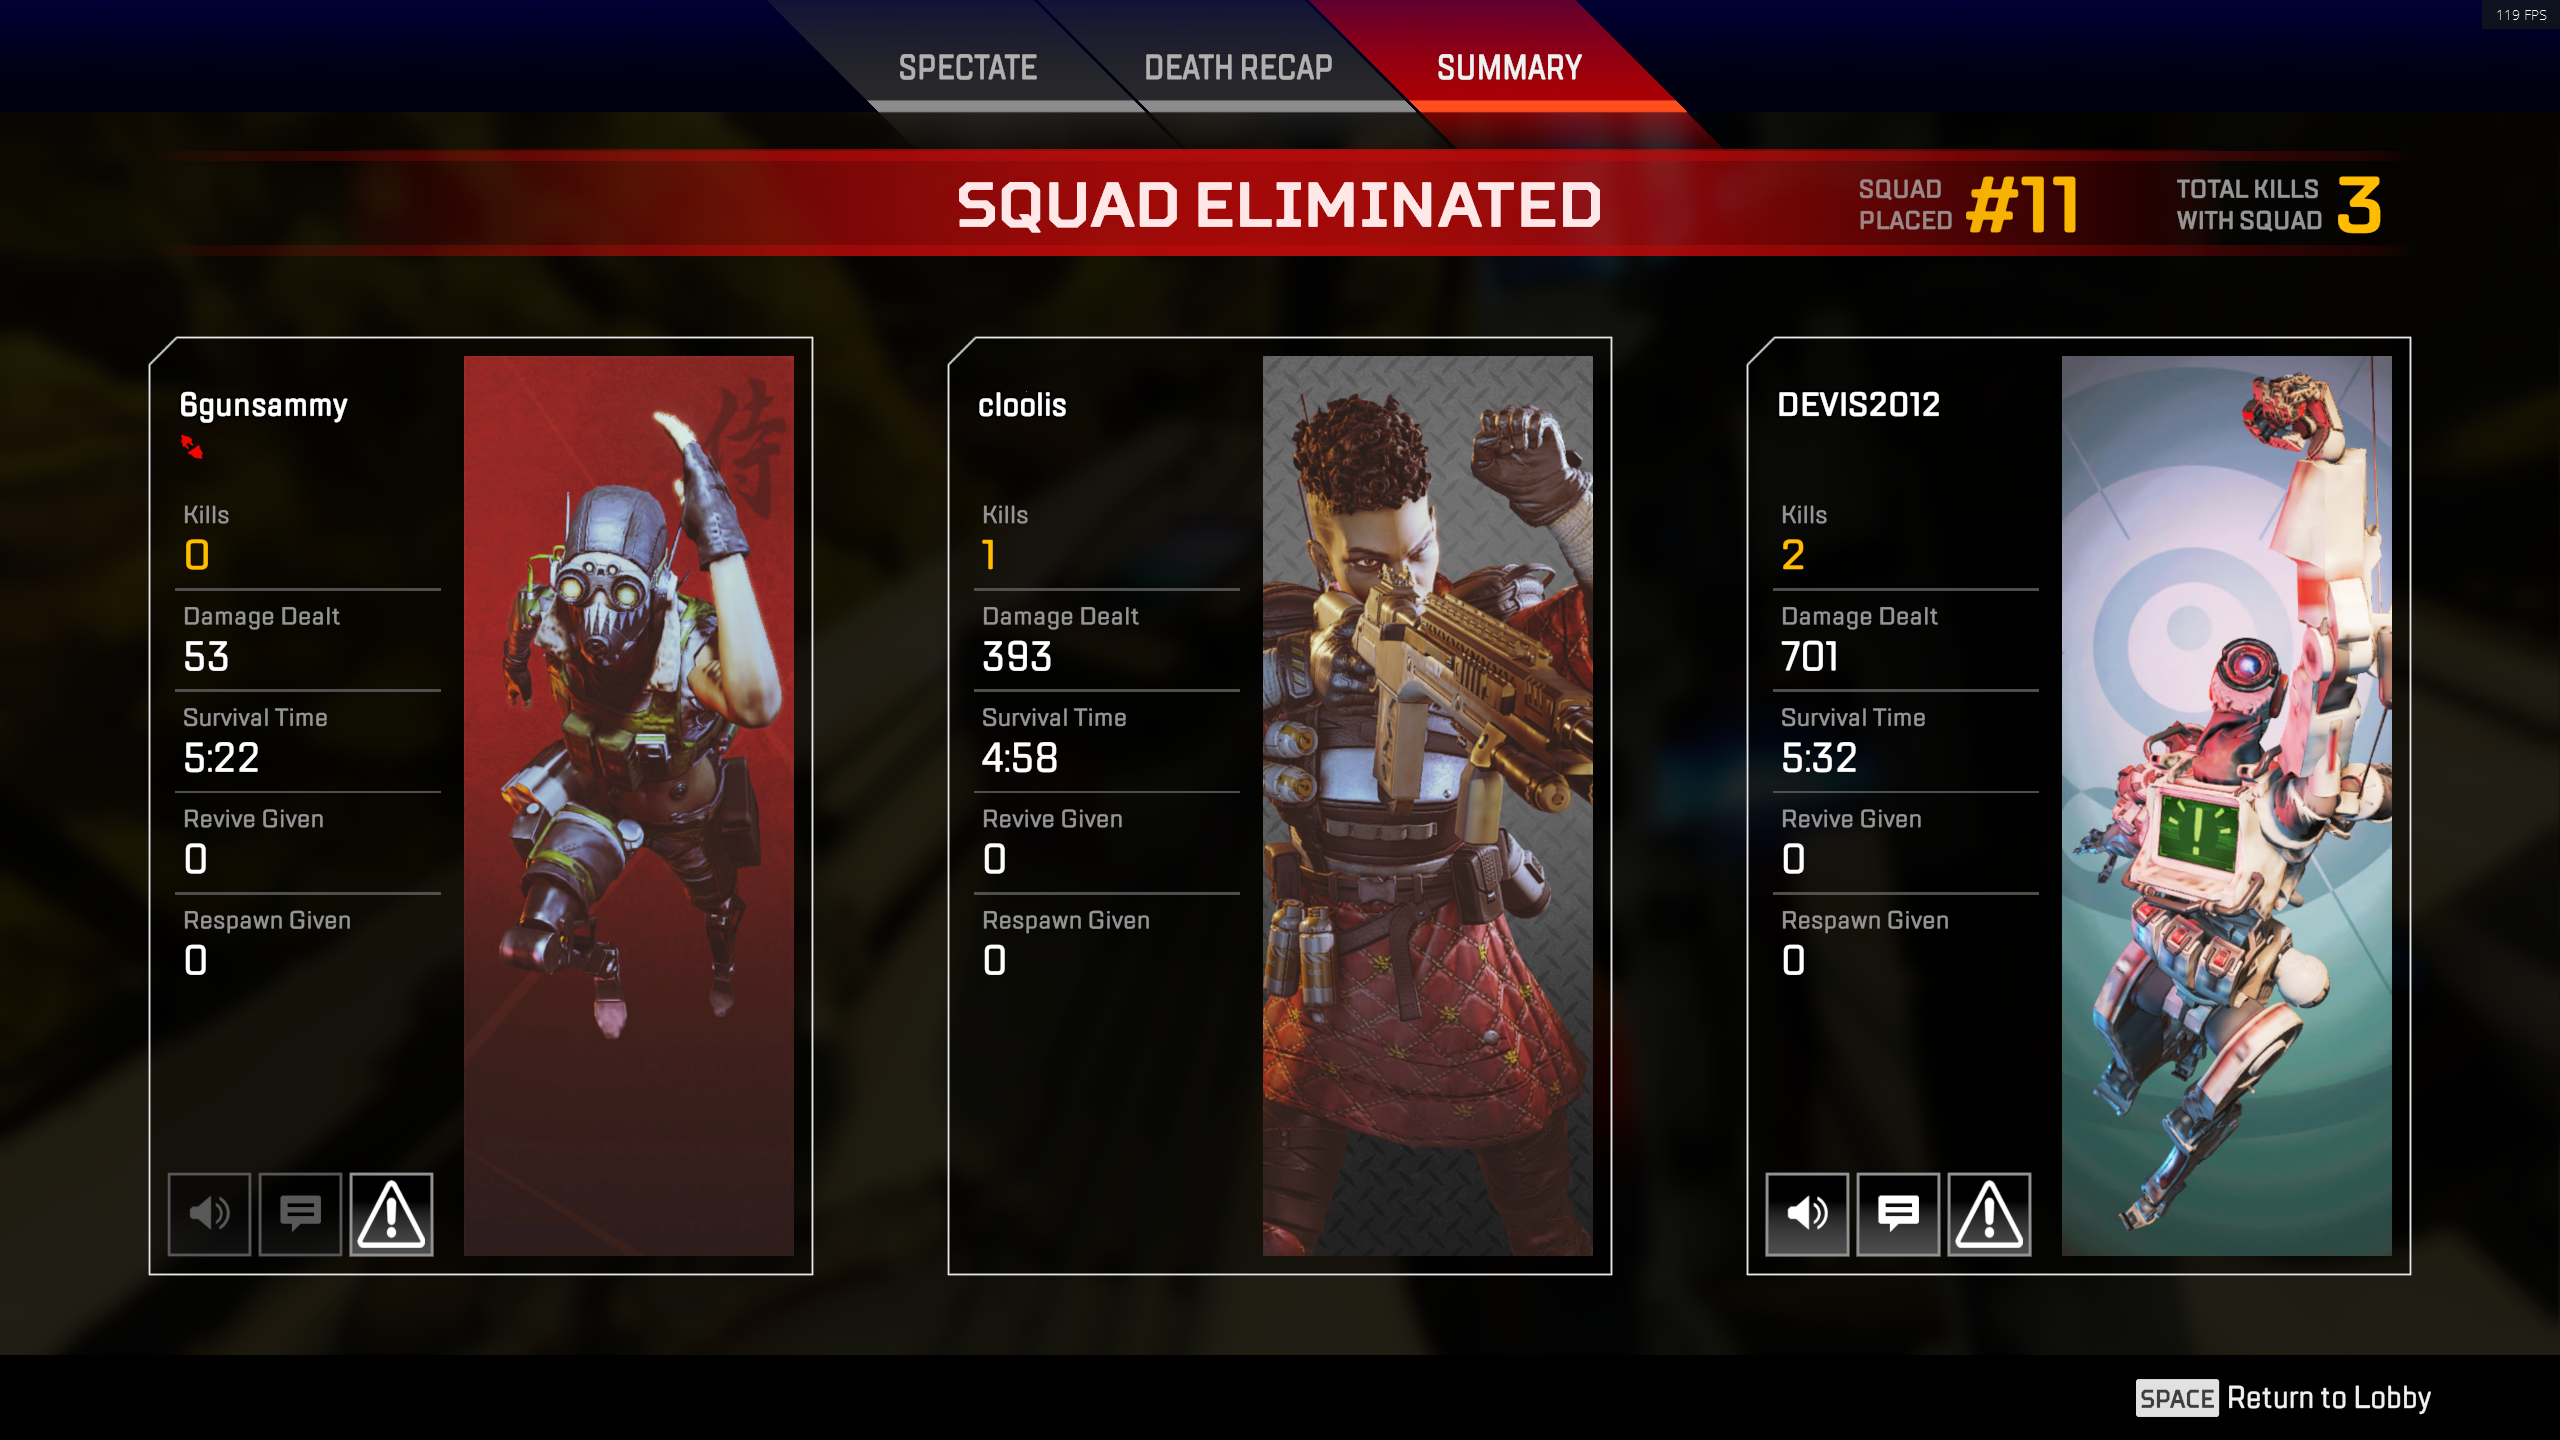 119 FPS
SPECTATE
DEATH RECAP
SUMMARY
SQUAD ELIMINATED
SQUAD PLACED #11
TOTAL KILLS WITH SQUAD 3
6gunsammy
Kills
0
Damage Dealt
53
Survival Time
5:22
Revive Given
0
Respawn Given
0
侍
cloolis
Kills
1
Damage Dealt
393
Survival Time
4:58
Revive Given
0
Respawn Given
0
DEVIS2012
Kills
2
Damage Dealt
701
Survival Time
5:32
Revive Given
0
Respawn Given
0
SPACE Return to Lobby